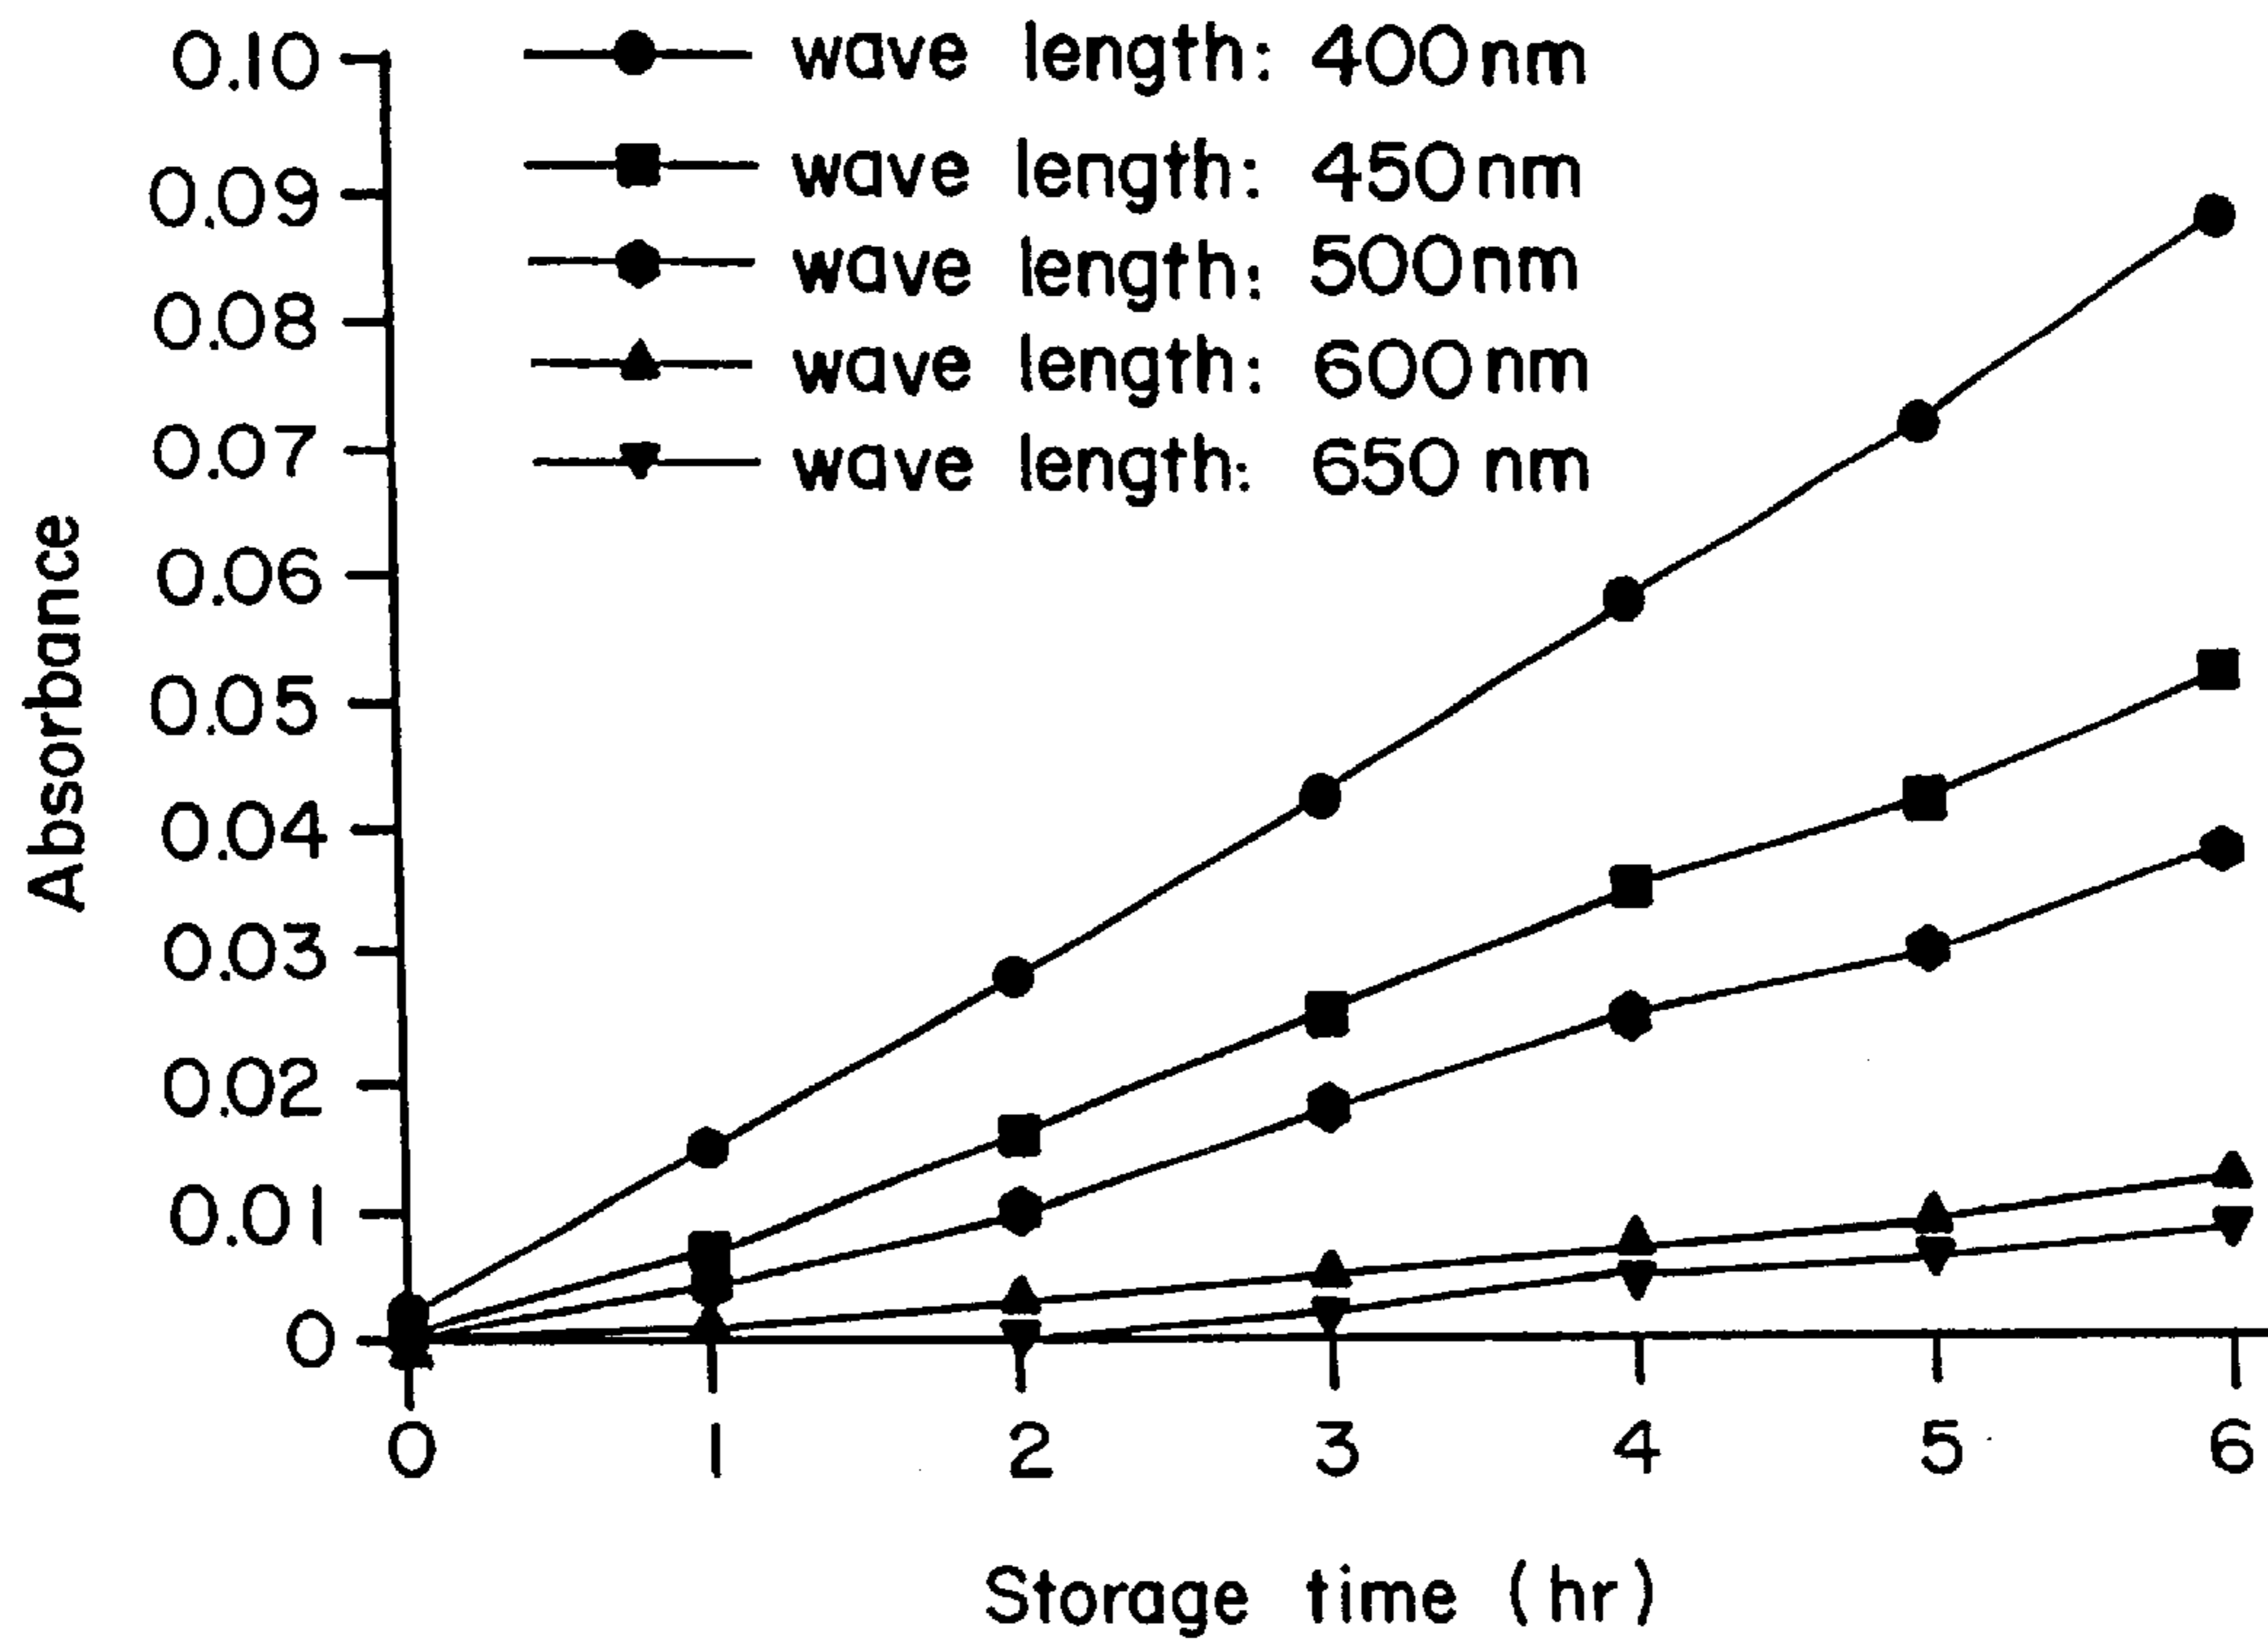 0.10
0.09
0.08
0.07
0.06
0.05
0.04
0.03
0.02
0.01
0
Absorbance
wave length: 400nm
wave length: 450nm
wave length: 500nm
wave length: 600nm
wave length: 650 nm
0 1 2 3 4 5 6
Storage time (hr)